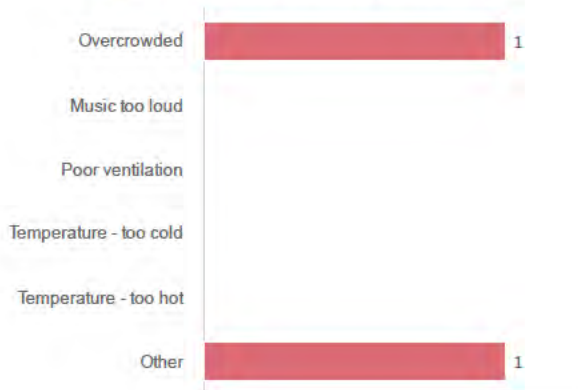 Overcrowded 1
Music too loud
Poor ventilation
Temperature - too cold
Temperature - too hot
Other 1